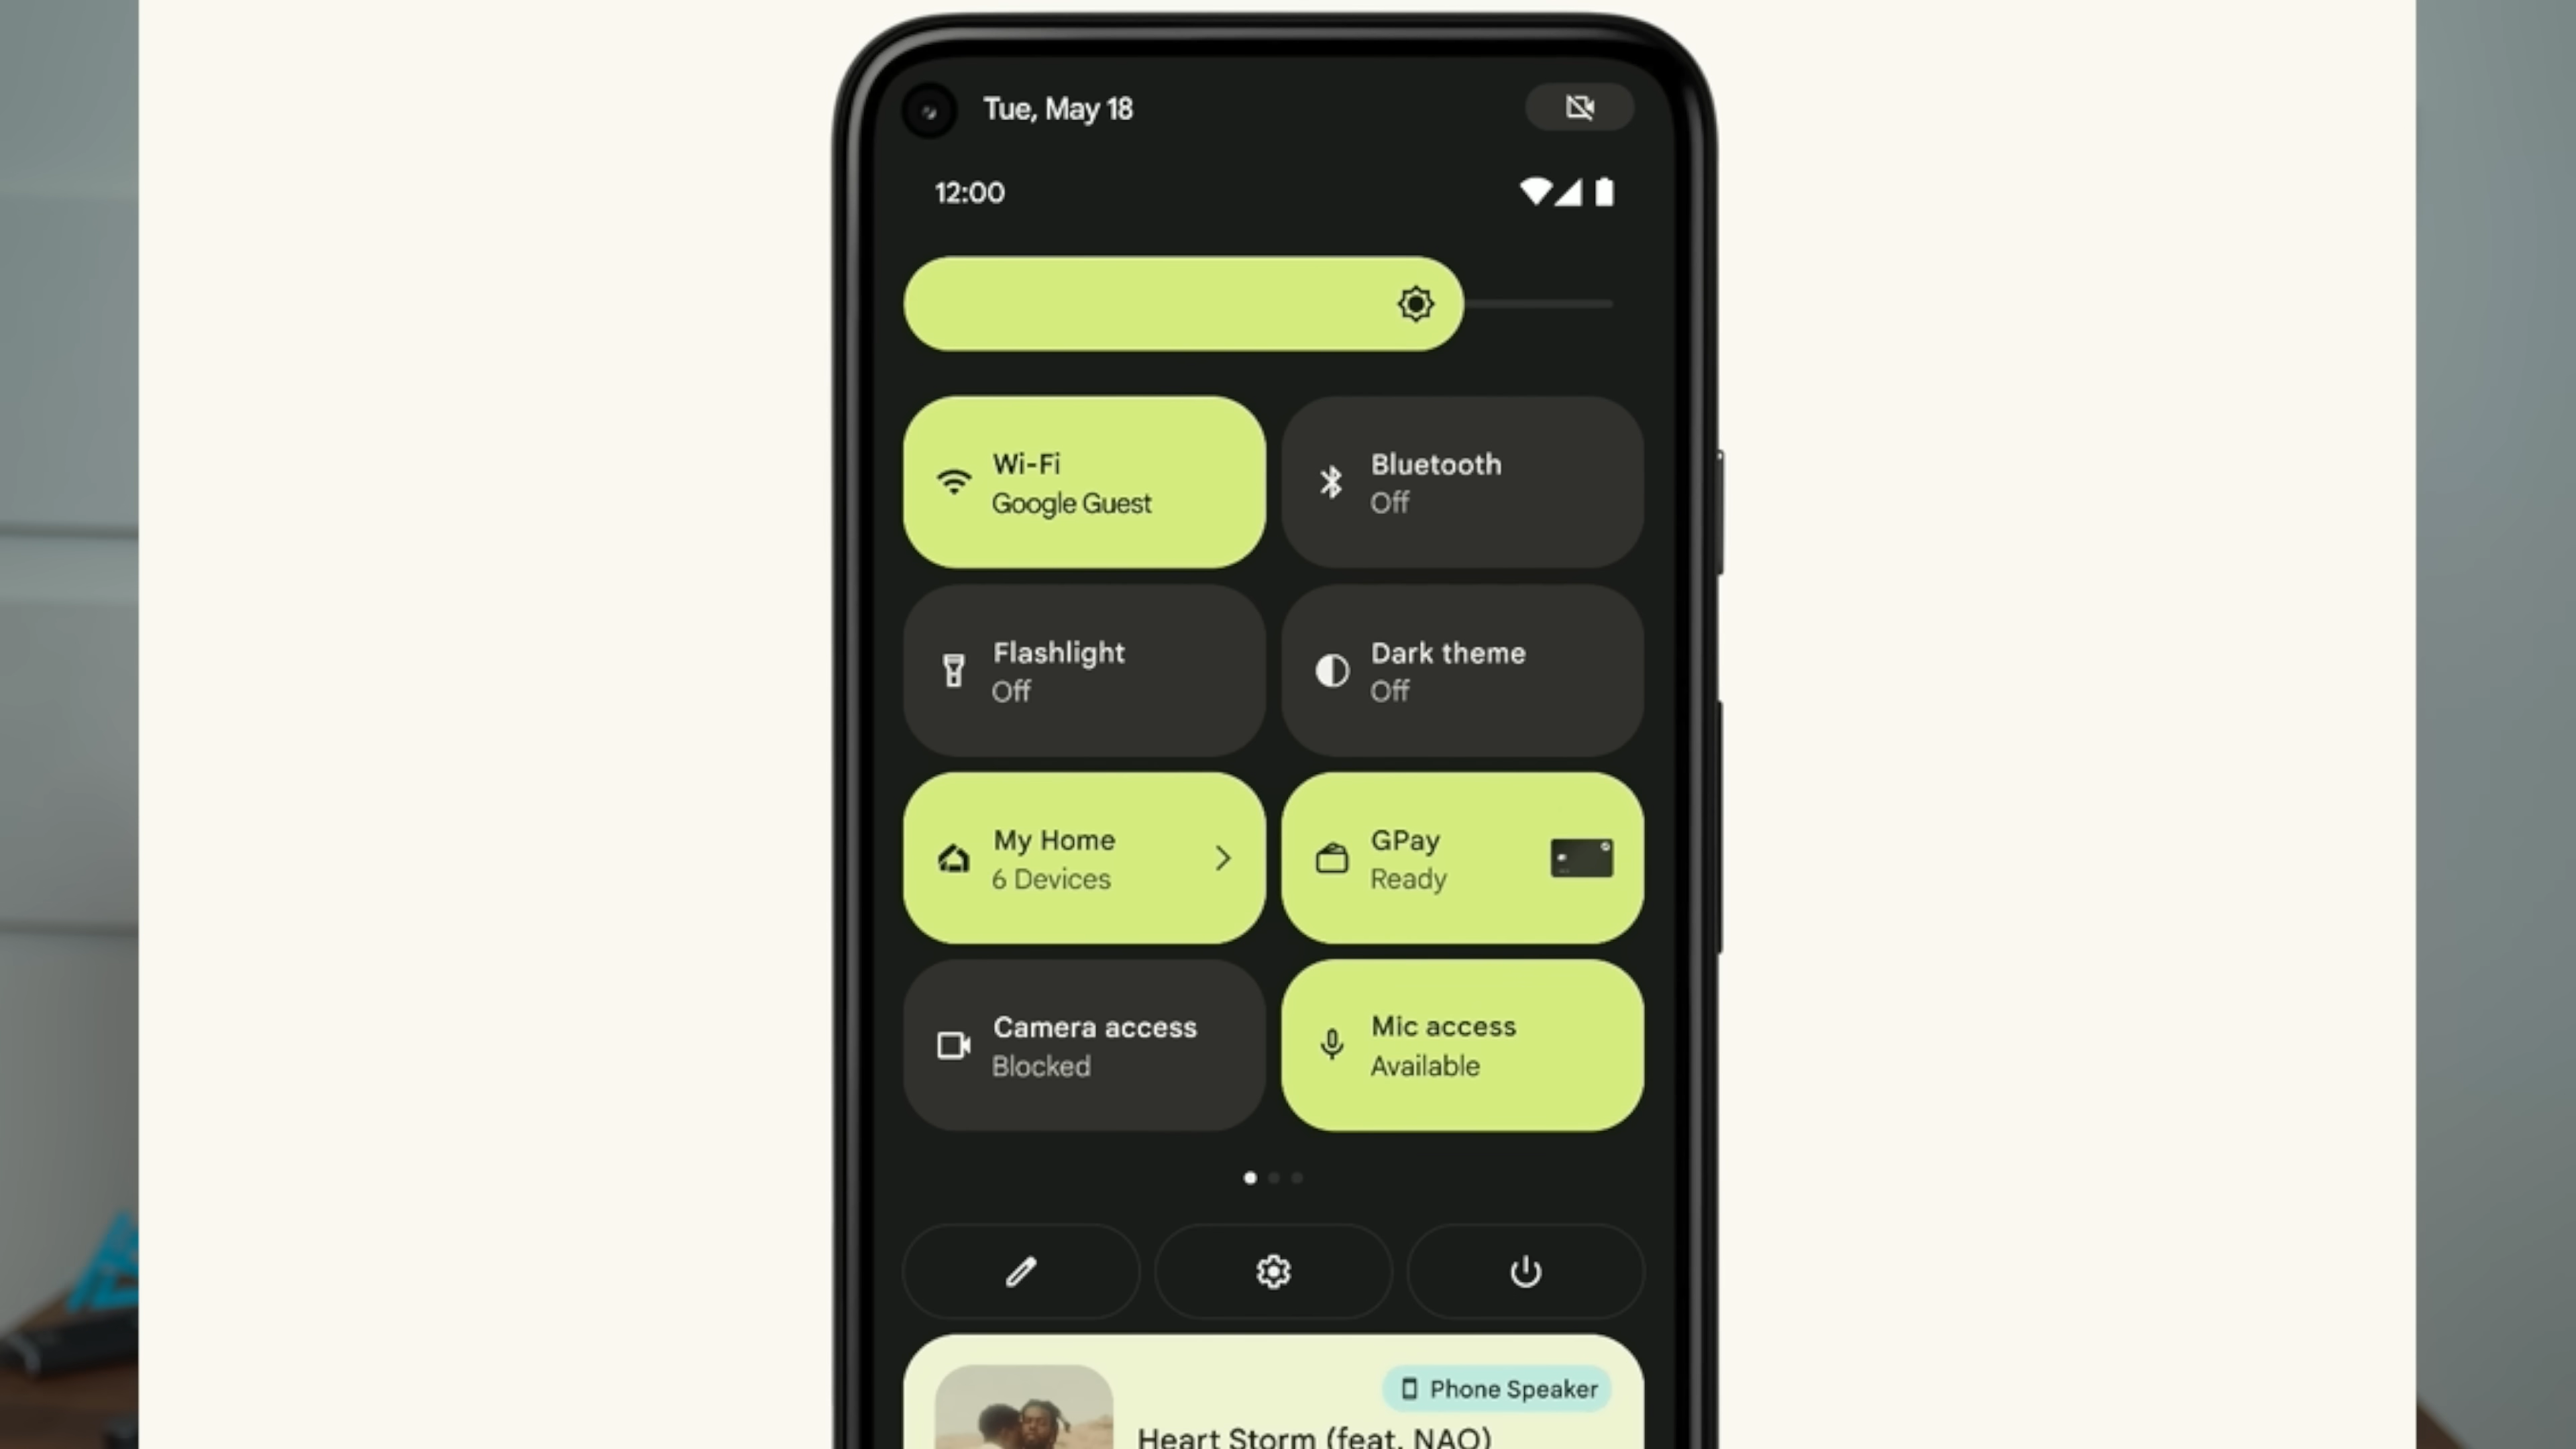 Tue, May 18
12:00
Wi-Fi
Google Guest
Bluetooth
Off
Flashlight
Off
Dark theme
Off
My Home
6 Devices
GPay
Ready
Camera access
Blocked
Mic access
Available
Phone Speaker
Heart Storm (feat. NAO)